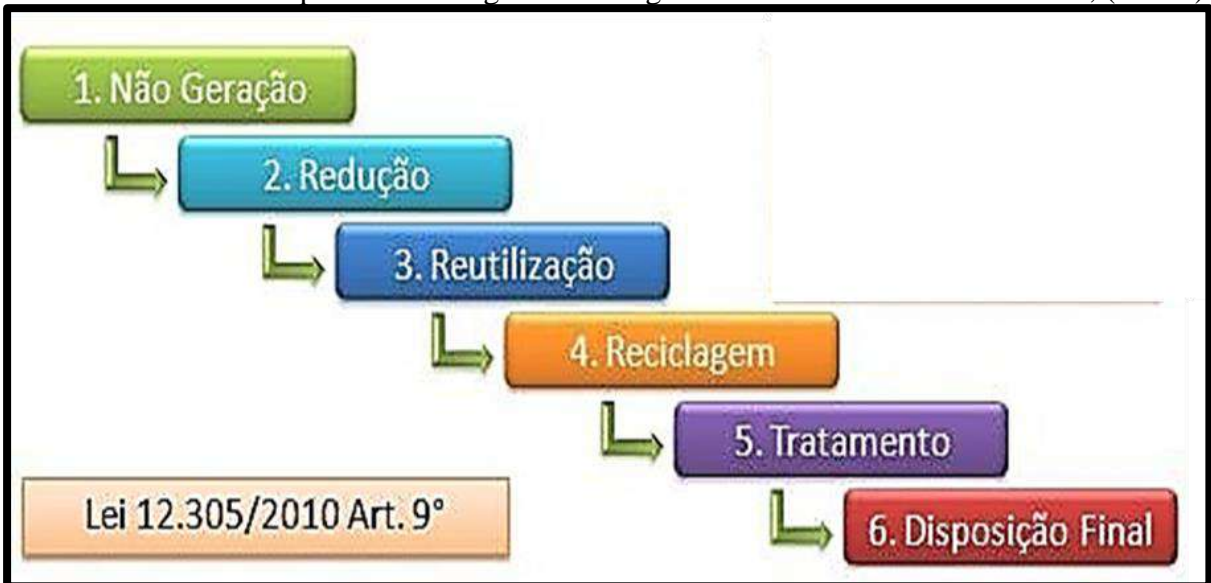 1. Não Geração
2. Redução
3. Reutilização
4. Reciclagem
5. Tratamento
6. Disposição Final
Lei 12.305/2010 Art. 9°